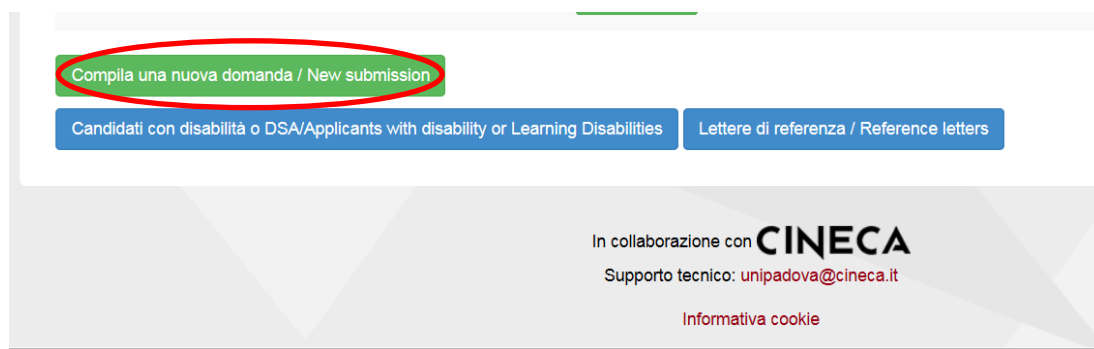 Compila una nuova domanda / New submission
Candidati con disabilità o DSA/Applicants with disability or Learning Disabilities
Lettere di referenza / Reference letters
In collaborazione con CINECA
Supporto tecnico: unipadova@cineca.it
Informativa cookie